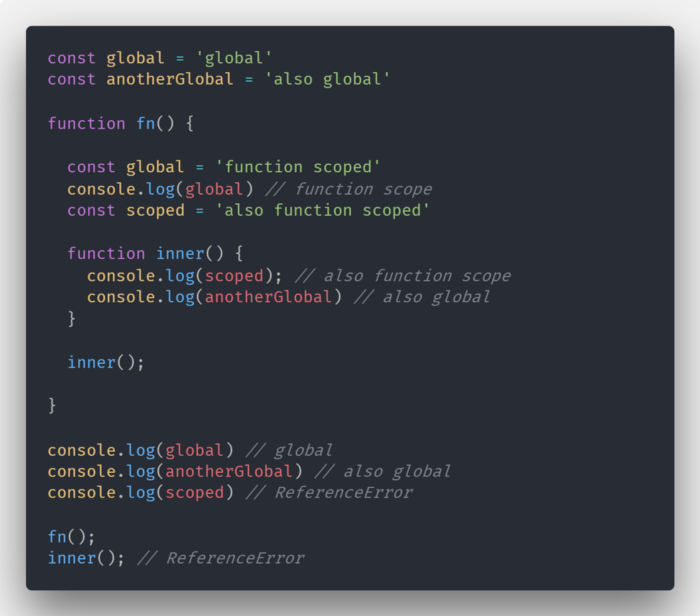 const global = 'global'
const anotherGlobal = 'also global'
function fn() {
const global = 'function scoped'
console.log(global) // function scope
const scoped = 'also function scoped'
function inner() {
console.log(scoped); // also function scope
console.log(anotherGlobal) // also global
}
inner();
}
console.log(global) // global
console.log(anotherGlobal) // also global
console.log(scoped) // ReferenceError
fn();
inner(); // ReferenceError